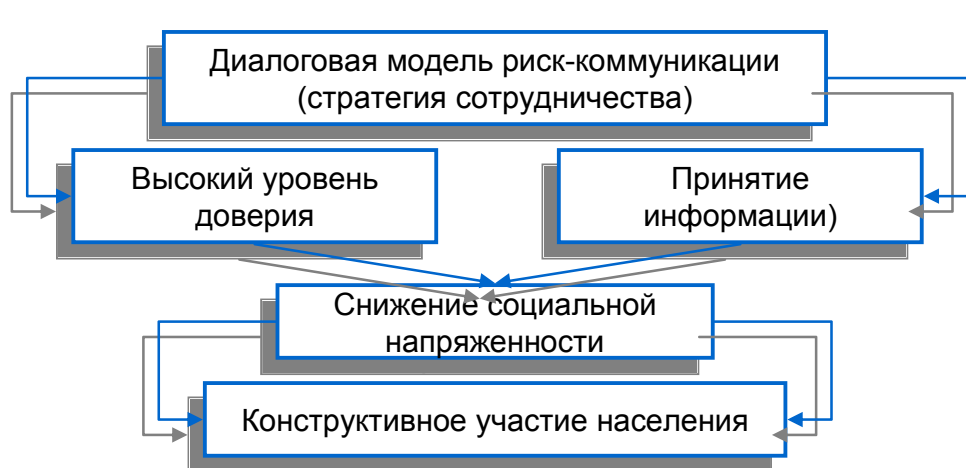 Диалоговая модель риск-коммуникации
(стратегия сотрудничества)
Высокий уровень
доверия
Принятие
информации)
Снижение социальной
напряженности
Конструктивное участие населения